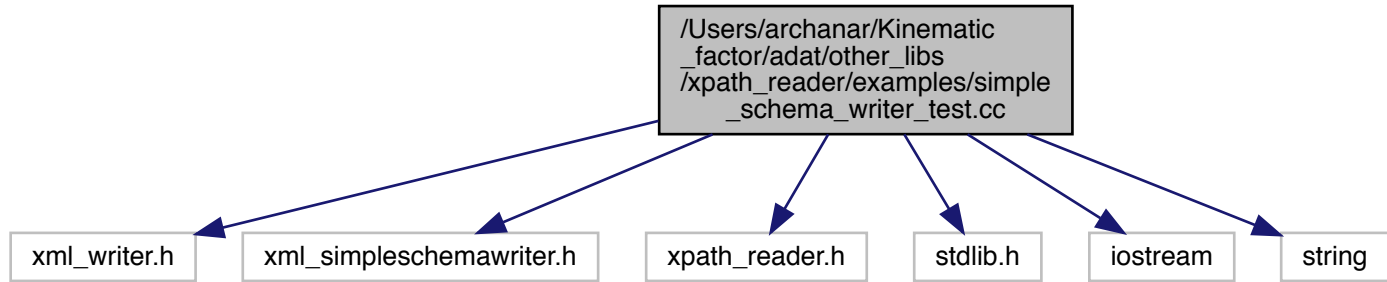 /Users/archanar/Kinematic
_factor/adat/other_libs
/xpath_reader/examples/simple
_schema_writer_test.cc
xml_writer.h
xml_simpleschemawriter.h
xpath_reader.h
stdlib.h
iostream
string